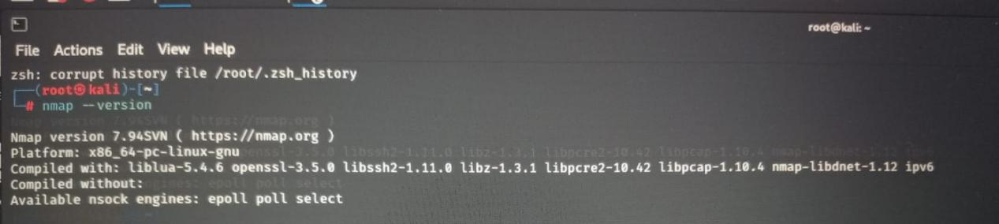 root@kali: ~
File Actions Edit View Help
zsh: corrupt history file /root/.zsh_history
(root㉿kali)-[~]
# nmap --version
Nmap version 7.94SVN ( https://nmap.org )
Platform: x86_64-pc-linux-gnu
Compiled with: liblua-5.4.6 openssl-3.5.0 libssh2-1.11.0 libz-1.3.1 libpcre2-10.42 libpcap-1.10.4 nmap-libdnet-1.12 ipv6
Compiled without:
Available nsock engines: epoll poll select